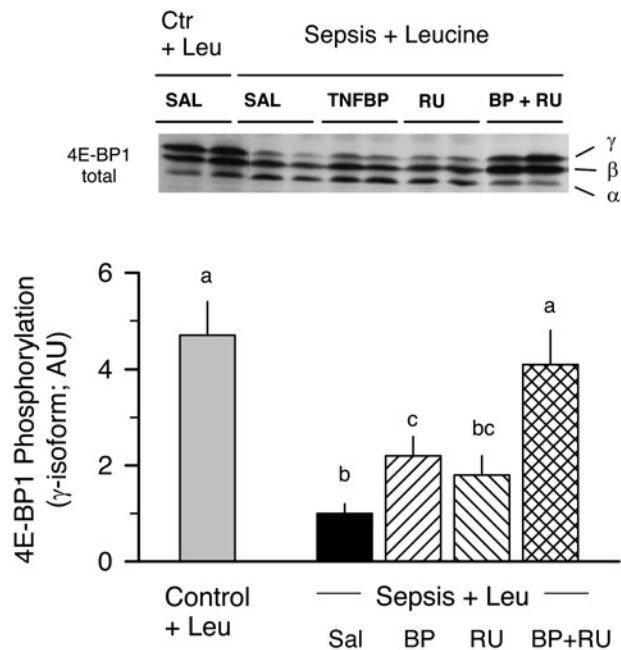 Ctr
+ Leu
Sepsis + Leucine
SAL SAL TNFBP RU BP + RU
4E-BP1
total
γ
β
α
4E-BP1 Phosphorylation
(γ-isoform; AU)
6
4
2
0
a
b
c
bc
a
Control
+ Leu
Sepsis + Leu
Sal BP RU BP+RU